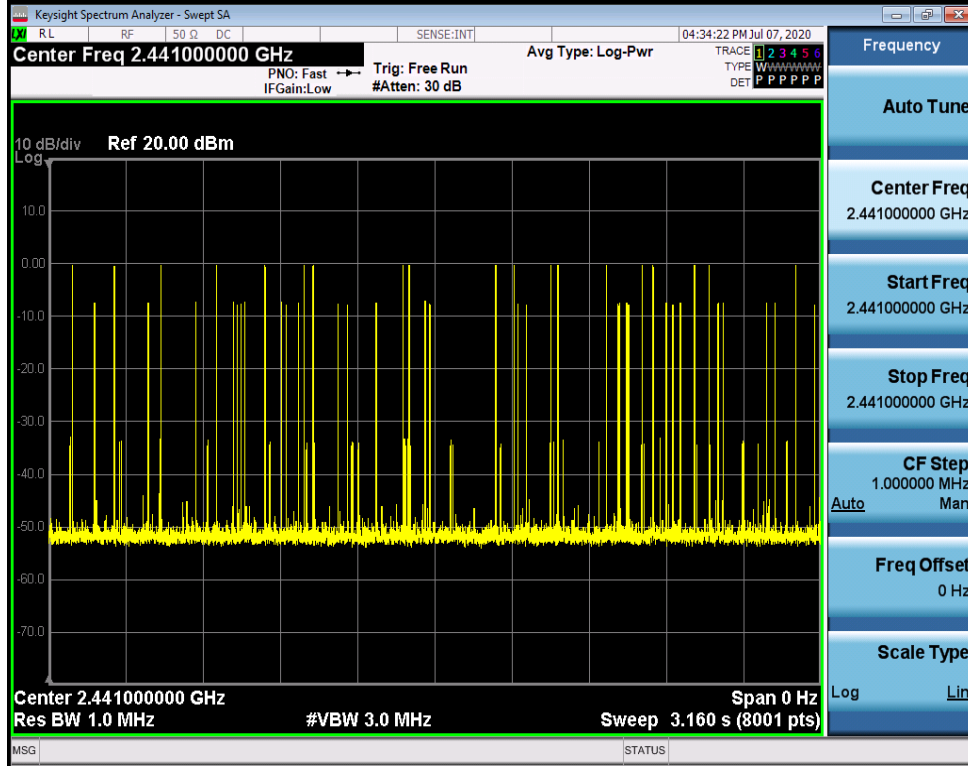 Keysight Spectrum Analyzer - Swept SA
LXI RL RF 50 Ω DC SENSE:INT 04:34:22 PM Jul 07, 2020
Center Freq 2.441000000 GHz
PNO: Fast
IFGain:Low
Trig: Free Run
#Atten: 30 dB
Avg Type: Log-Pwr
TRACE 1 2 3 4 5 6
TYPE WWWWWW
DET P P P P P P
10 dB/div Ref 20.00 dBm
Log
10.0
0.00
-10.0
-20.0
-30.0
-40.0
-50.0
-60.0
-70.0
Center 2.441000000 GHz Span 0 Hz
Res BW 1.0 MHz #VBW 3.0 MHz Sweep 3.160 s (8001 pts)
MSG STATUS
Frequency
Auto Tune
Center Freq
2.441000000 GHz
Start Freq
2.441000000 GHz
Stop Freq
2.441000000 GHz
CF Step
1.000000 MHz
Auto Man
Freq Offset
0 Hz
Scale Type
Log Lin